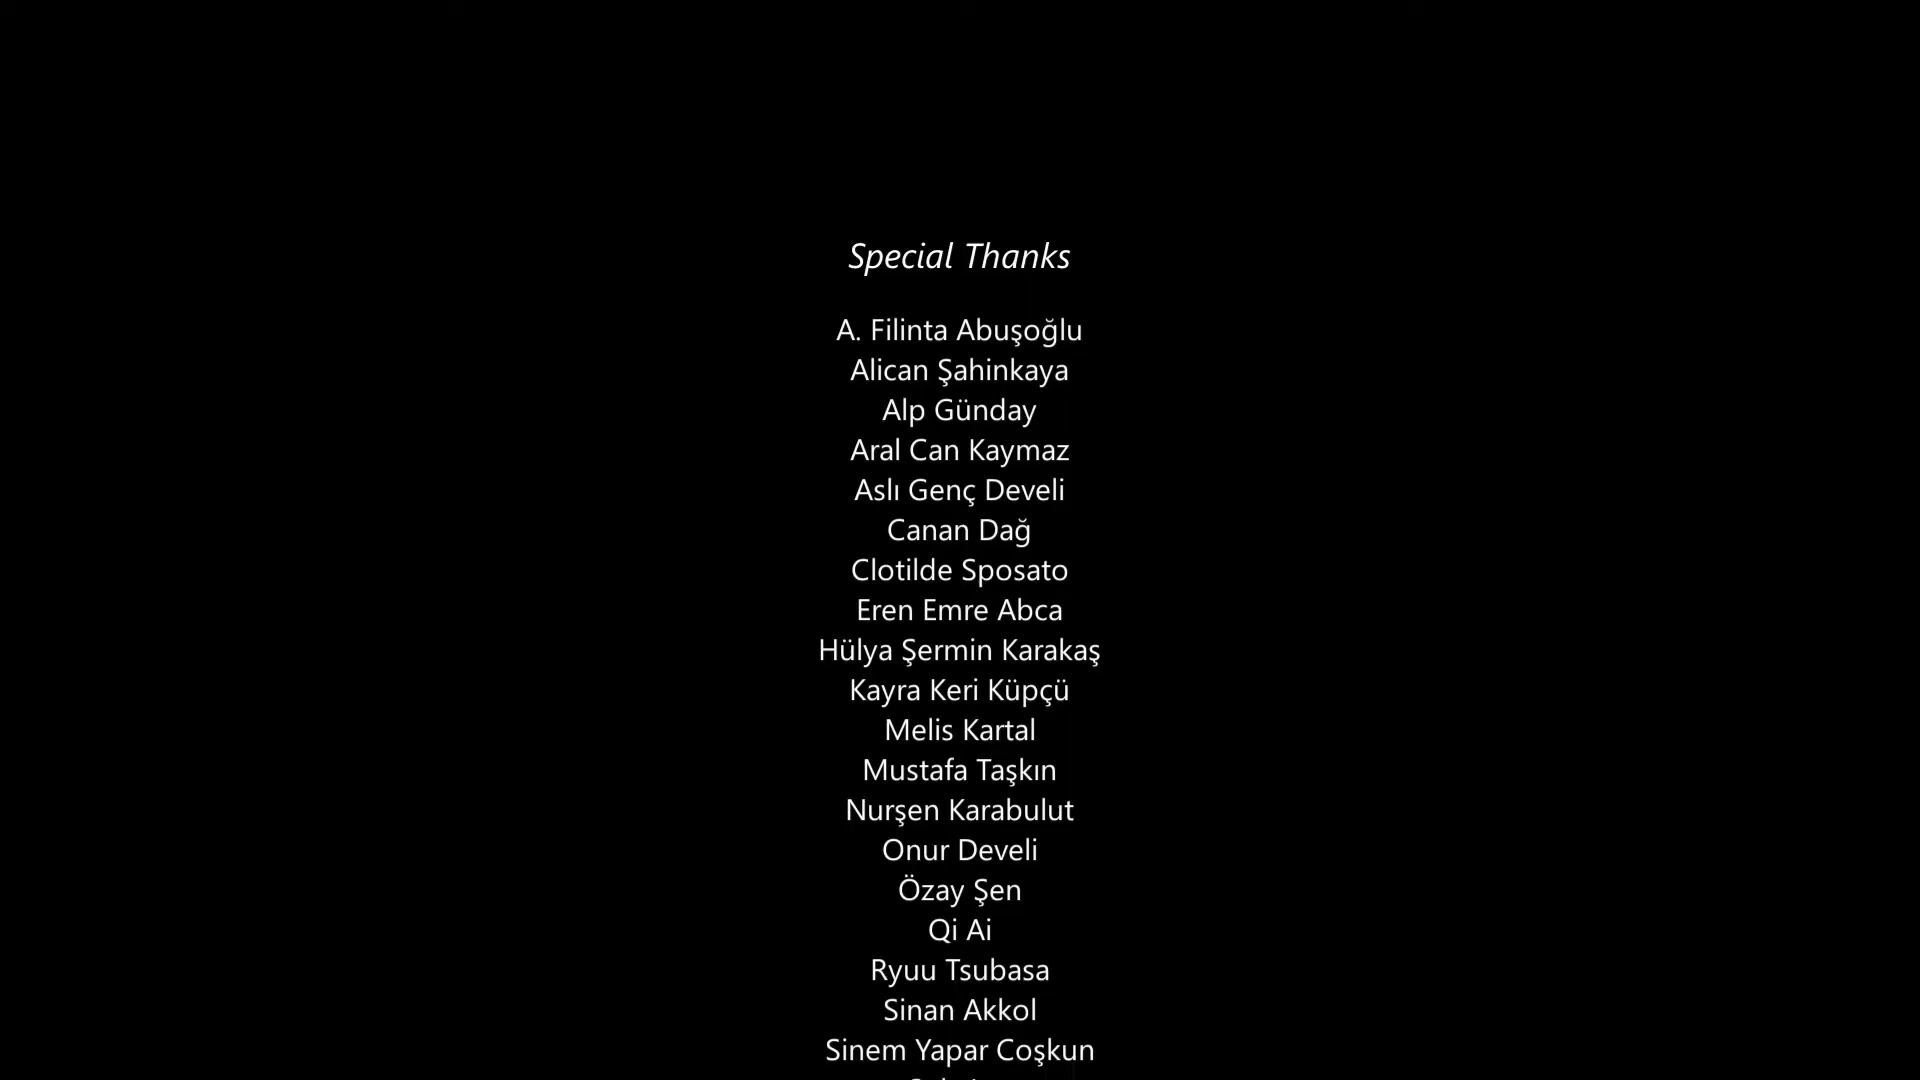 Special Thanks
A. Filinta Abuşoğlu
Alican Şahinkaya
Alp Günday
Aral Can Kaymaz
Aslı Genç Develi
Canan Dağ
Clotilde Sposato
Eren Emre Abca
Hülya Şermin Karakaş
Kayra Keri Küpçü
Melis Kartal
Mustafa Taşkın
Nurşen Karabulut
Onur Develi
Özay Şen
Qi Ai
Ryuu Tsubasa
Sinan Akkol
Sinem Yapar Coşkun